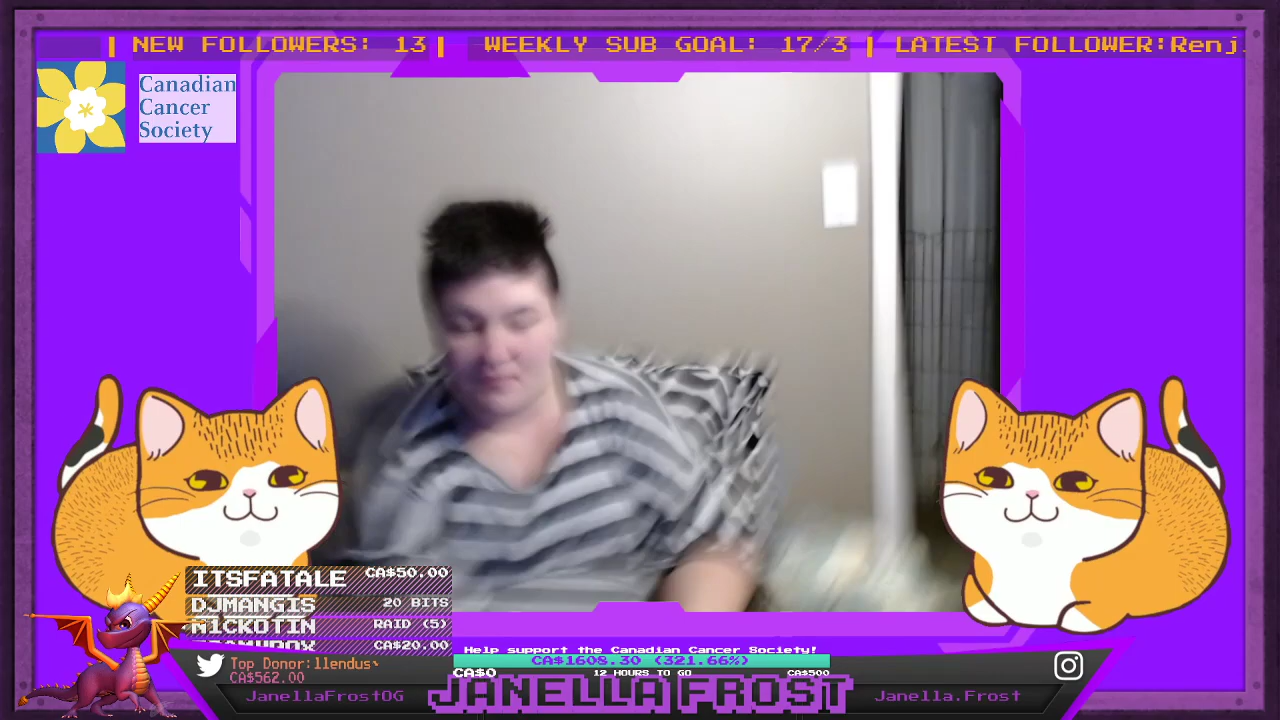 NEW FOLLOWERS: 13
WEEKLY SUB GOAL: 17/3
LATEST FOLLOWER:Renj
Canadian
Cancer
Society
ITSFATALE CA$50.00
DJMANGIS 20 BITS
N1CKOTIN RAID (5)
CA$20.00
Top Donor:llendus
CA$562.00
JanellaFrostOG
Help support the Canadian Cancer Society!
CA$1608.30 (321.66%)
CA$0 12 HOURS TO GO CA$500
JANELLA FROST
Janella.Frost